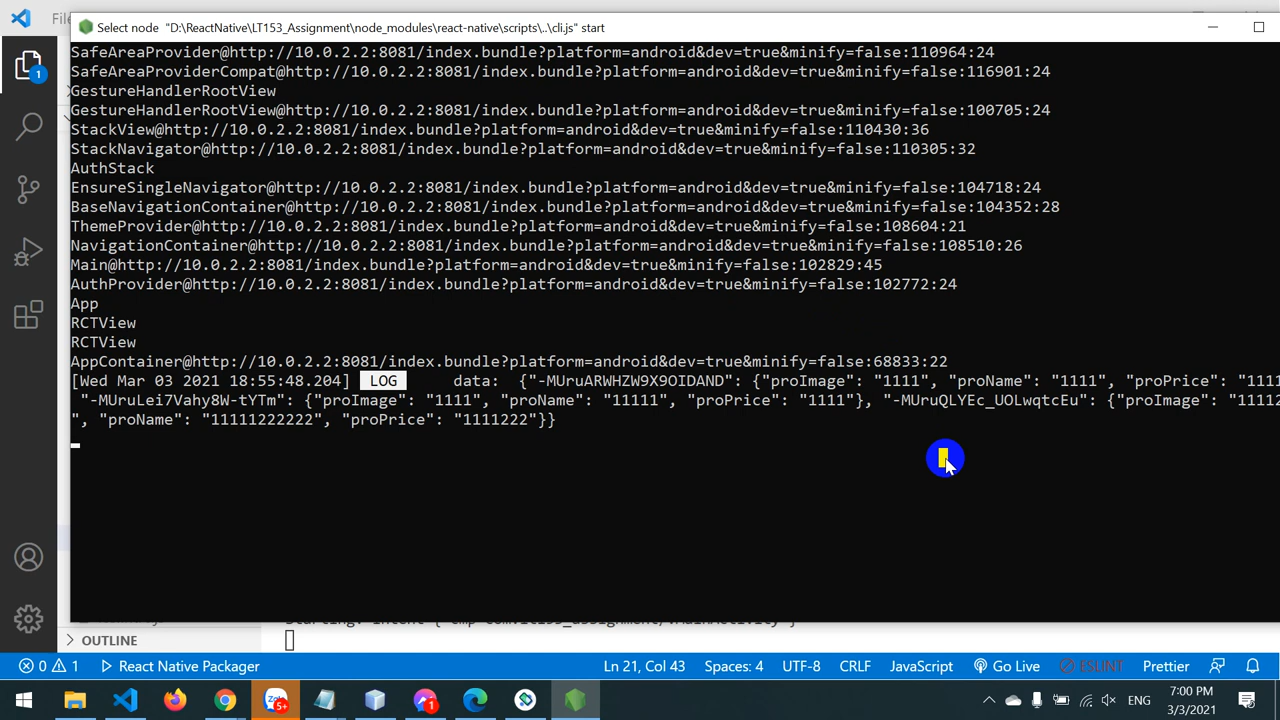 File
Select node  "D:\ReactNative\LT153_Assignment\node_modules\react-native\scripts\..\cli.js" start
SafeAreaProvider@http://10.0.2.2:8081/index.bundle?platform=android&dev=true&minify=false:110964:24
SafeAreaProviderCompat@http://10.0.2.2:8081/index.bundle?platform=android&dev=true&minify=false:116901:24
GestureHandlerRootView
GestureHandlerRootView@http://10.0.2.2:8081/index.bundle?platform=android&dev=true&minify=false:100705:24
StackView@http://10.0.2.2:8081/index.bundle?platform=android&dev=true&minify=false:110430:36
StackNavigator@http://10.0.2.2:8081/index.bundle?platform=android&dev=true&minify=false:110305:32
AuthStack
EnsureSingleNavigator@http://10.0.2.2:8081/index.bundle?platform=android&dev=true&minify=false:104718:24
BaseNavigationContainer@http://10.0.2.2:8081/index.bundle?platform=android&dev=true&minify=false:104352:28
ThemeProvider@http://10.0.2.2:8081/index.bundle?platform=android&dev=true&minify=false:108604:21
NavigationContainer@http://10.0.2.2:8081/index.bundle?platform=android&dev=true&minify=false:108510:26
Main@http://10.0.2.2:8081/index.bundle?platform=android&dev=true&minify=false:102829:45
AuthProvider@http://10.0.2.2:8081/index.bundle?platform=android&dev=true&minify=false:102772:24
App
RCTView
RCTView
AppContainer@http://10.0.2.2:8081/index.bundle?platform=android&dev=true&minify=false:68833:22
[Wed Mar 03 2021 18:55:48.204]  LOG      data:  {"-MUruARWHZW9X9OIDAND": {"proImage": "1111", "proName": "1111", "proPrice": "1111
"-MUruLei7Vahy8W-tYTm": {"proImage": "1111", "proName": "11111", "proPrice": "1111"}, "-MUruQLYEc_UOLwqtcEu": {"proImage": "11112
", "proName": "11111222222", "proPrice": "1111222"}}
OUTLINE
0 1 React Native Packager Ln 21, Col 43 Spaces: 4 UTF-8 CRLF JavaScript Go Live ESLINT Prettier
Zalo 5+ 1 ENG 7:00 PM
3/3/2021